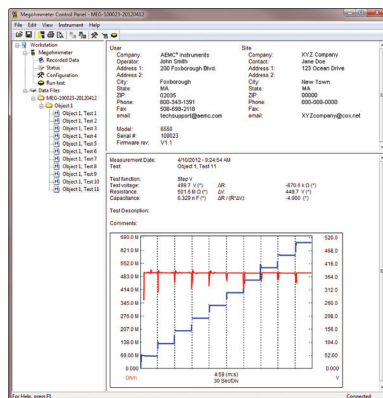 Megohmmeter Control Panel - MEG-100023-20120412
File Edit View Instrument Help
Workstation
Megohmmeter
Recorded Data
Status
Configuration
Run test
Data Files
MEG-100023-20120412
Object 1
Object 1, Test 1
Object 1, Test 2
Object 1, Test 3
Object 1, Test 4
Object 1, Test 5
Object 1, Test 6
Object 1, Test 7
Object 1, Test 8
Object 1, Test 9
Object 1, Test 10
Object 1, Test 11
User
Company: AEMC® Instruments
Operator: John Smith
Address 1: 200 Foxborough Blvd.
Address 2:
City: Foxborough
State: MA
ZIP: 02035
Phone: 800-343-1391
Fax: 508-698-2118
email: techsupport@aemc.com
Model: 6550
Serial #: 100023
Firmware rev: V1.1
Site
Company: XYZ Company
Contact: Jane Doe
Address 1: 123 Ocean Drive
Address 2:
City: New Town
State: MA
ZIP: 00000
Phone: 000-000-0000
Fax:
email: XYZcompany@cox.net
Measurement Date: 4/10/2012 - 9:24:54 AM
Test: Object 1, Test 11
Test function: Step V
Test voltage: 499.7 V (*) ΔR: -870.6 k Ω (*)
Resistance: 501.6 M Ω (*) ΔV: 449.7 V (*)
Capacitance: 6.329 n F (*) ΔR / (R*ΔV): -4.000 (*)
Test Description:
Comments:
690.0 M 520.0
621.0 M 468.0
552.0 M 416.0
483.0 M 364.0
414.0 M 312.0
345.0 M 260.0
276.0 M 208.0
207.0 M 156.0
138.0 M 104.0
69.00 M 52.00
0.000 0.000
Ohm 4:59 (m:s) V
30 Sec/Div
For Help, press F1 Connected